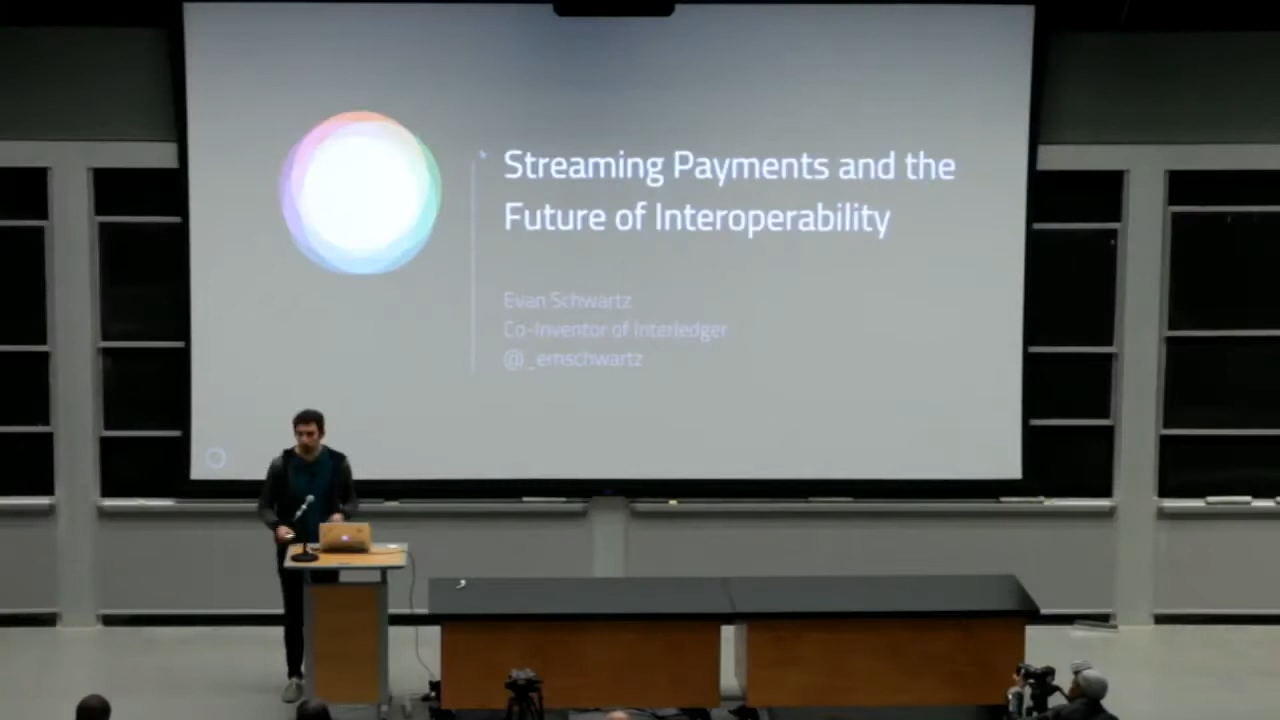 Streaming Payments and the
Future of Interoperability
Evan Schwartz
Co-Inventor of Interledger
@_emschwartz